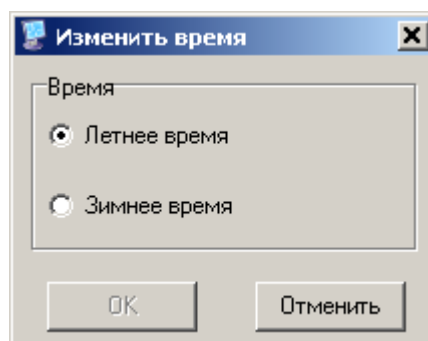 Изменить время
Время
Летнее время
Зимнее время
OK
Отменить